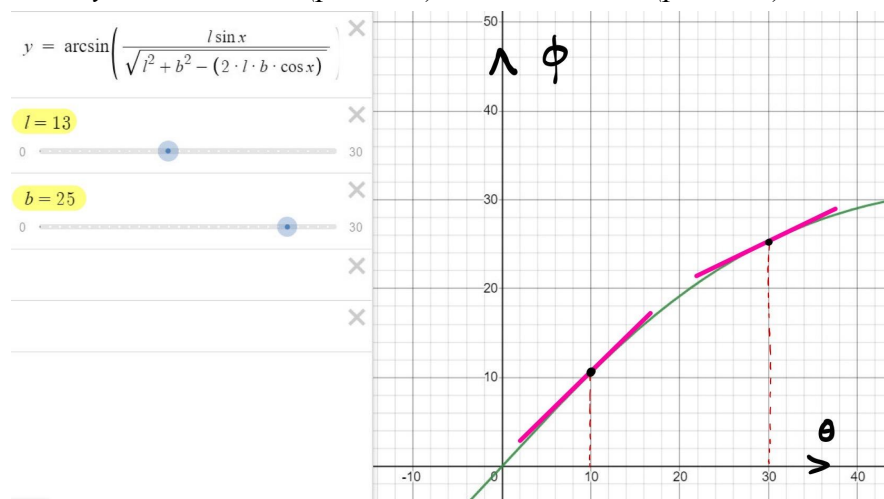 y = arcsin(l sin x / √(l² + b² − (2 · l · b · cos x)))
l = 13
0 30
b = 25
0 30
50
40
30
20
10
0
-10 10 20 30 40
ϕ
θ